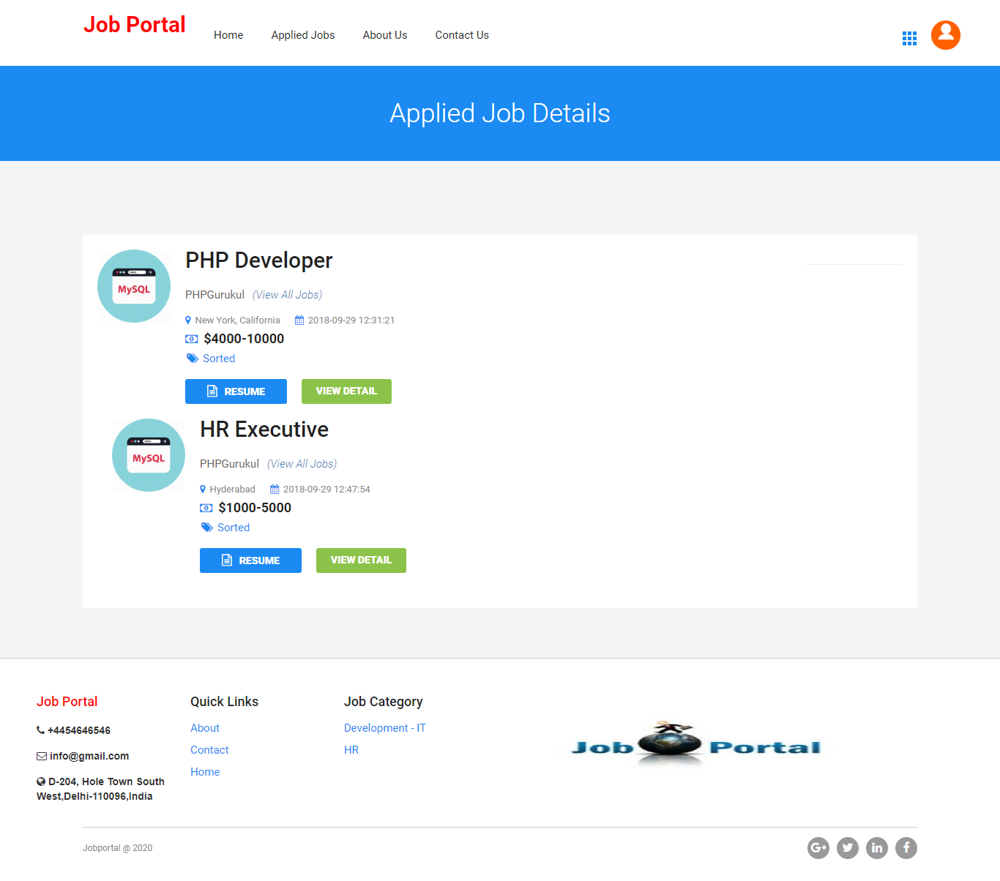 Job Portal
Home Applied Jobs About Us Contact Us
Applied Job Details
PHP Developer
MySQL
PHPGurukul (View All Jobs)
New York, California 2018-09-29 12:31:21
$4000-10000
Sorted
RESUME VIEW DETAIL
HR Executive
MySQL
PHPGurukul (View All Jobs)
Hyderabad 2018-09-29 12:47:54
$1000-5000
Sorted
RESUME VIEW DETAIL
Job Portal
+4454646546
info@gmail.com
D-204, Hole Town South
West,Delhi-110096,India
Quick Links
About
Contact
Home
Job Category
Development - IT
HR
Job Portal
Jobportal @ 2020